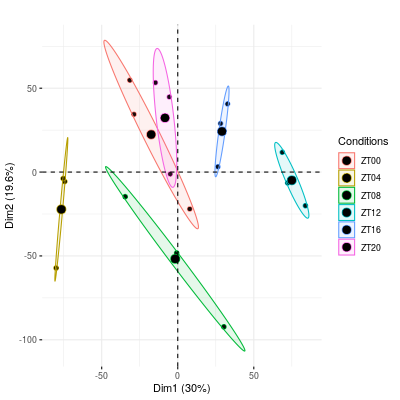 50
0
-50
-100
-50
0
50
Dim1 (30%)
Dim2 (19.6%)
Conditions
ZT00
ZT04
ZT08
ZT12
ZT16
ZT20